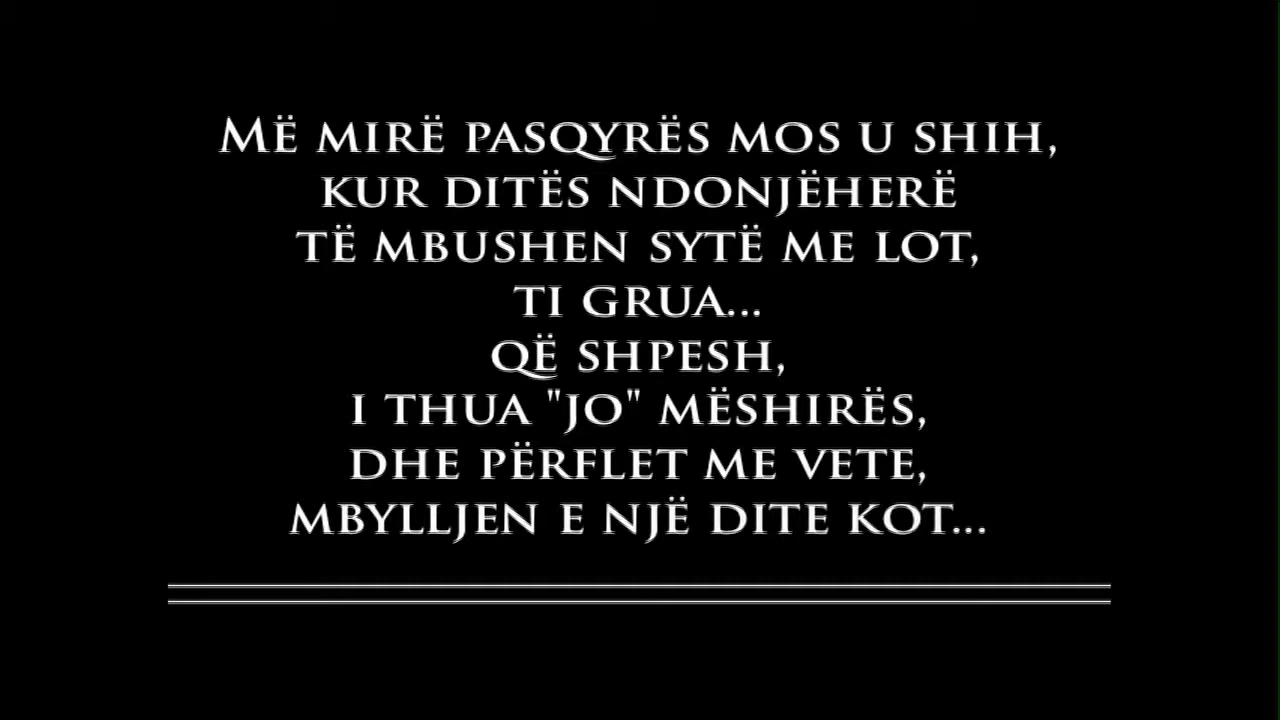 Më mirë pasqyrës mos u shih,
kur ditës ndonjëherë
të mbushen sytë me lot,
ti grua...
që shpesh,
i thua "jo" mëshirës,
dhe përflet me vete,
mbylljen e një dite kot...